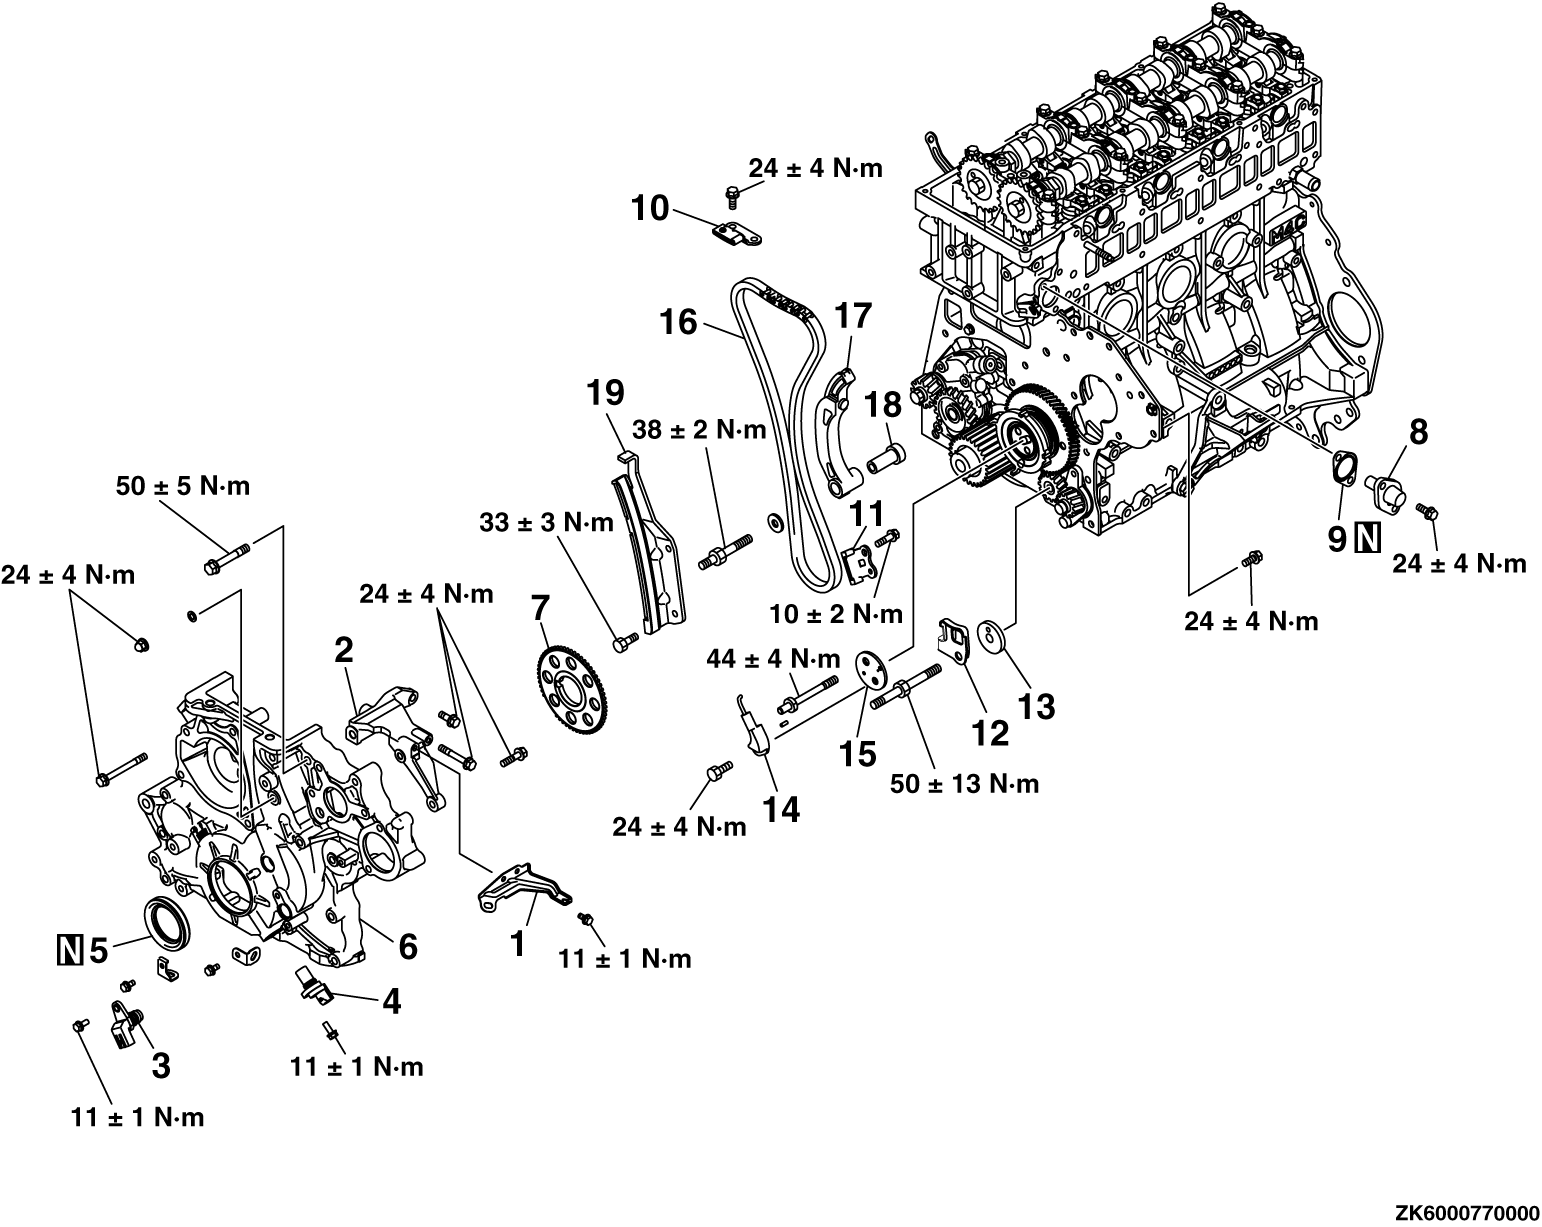 24 ± 4 N·m
10
M4C
16
17
19
18
38 ± 2 N·m
8
50 ± 5 N·m
33 ± 3 N·m
11
9 N
24 ± 4 N·m
24 ± 4 N·m
24 ± 4 N·m
7
10 ± 2 N·m
24 ± 4 N·m
2
44 ± 4 N·m
13
12
15
50 ± 13 N·m
14
24 ± 4 N·m
N 5
6
1
11 ± 1 N·m
4
3
11 ± 1 N·m
11 ± 1 N·m
ZK6000770000